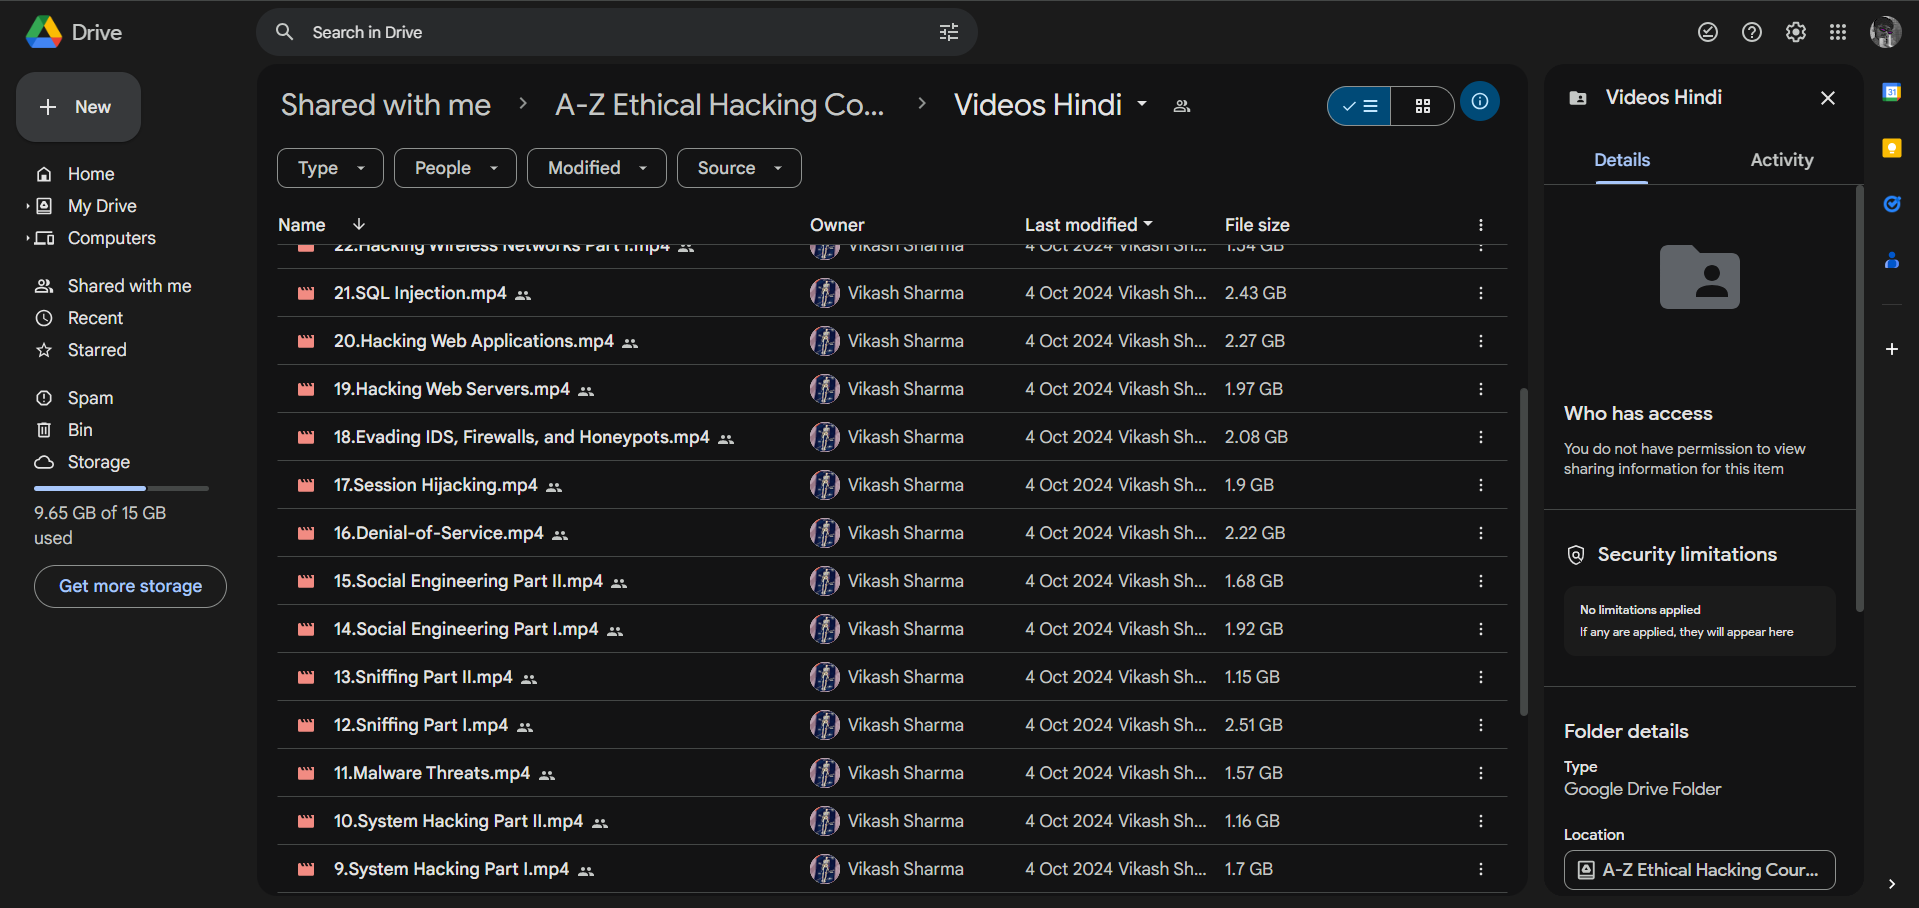 Drive
Search in Drive
New
Home
My Drive
Computers
Shared with me
Recent
Starred
Spam
Bin
Storage
9.65 GB of 15 GB
used
Get more storage
Shared with me > A-Z Ethical Hacking Co... > Videos Hindi
Type People Modified Source
Name Owner Last modified File size
22.Hacking Wireless Networks Part I.mp4 Vikash Sharma 4 Oct 2024 Vikash Sh... 1.54 GB
21.SQL Injection.mp4 Vikash Sharma 4 Oct 2024 Vikash Sh... 2.43 GB
20.Hacking Web Applications.mp4 Vikash Sharma 4 Oct 2024 Vikash Sh... 2.27 GB
19.Hacking Web Servers.mp4 Vikash Sharma 4 Oct 2024 Vikash Sh... 1.97 GB
18.Evading IDS, Firewalls, and Honeypots.mp4 Vikash Sharma 4 Oct 2024 Vikash Sh... 2.08 GB
17.Session Hijacking.mp4 Vikash Sharma 4 Oct 2024 Vikash Sh... 1.9 GB
16.Denial-of-Service.mp4 Vikash Sharma 4 Oct 2024 Vikash Sh... 2.22 GB
15.Social Engineering Part II.mp4 Vikash Sharma 4 Oct 2024 Vikash Sh... 1.68 GB
14.Social Engineering Part I.mp4 Vikash Sharma 4 Oct 2024 Vikash Sh... 1.92 GB
13.Sniffing Part II.mp4 Vikash Sharma 4 Oct 2024 Vikash Sh... 1.15 GB
12.Sniffing Part I.mp4 Vikash Sharma 4 Oct 2024 Vikash Sh... 2.51 GB
11.Malware Threats.mp4 Vikash Sharma 4 Oct 2024 Vikash Sh... 1.57 GB
10.System Hacking Part II.mp4 Vikash Sharma 4 Oct 2024 Vikash Sh... 1.16 GB
9.System Hacking Part I.mp4 Vikash Sharma 4 Oct 2024 Vikash Sh... 1.7 GB
Videos Hindi
Details Activity
Who has access
You do not have permission to view
sharing information for this item
Security limitations
No limitations applied
If any are applied, they will appear here
Folder details
Type
Google Drive Folder
Location
A-Z Ethical Hacking Cour...
31